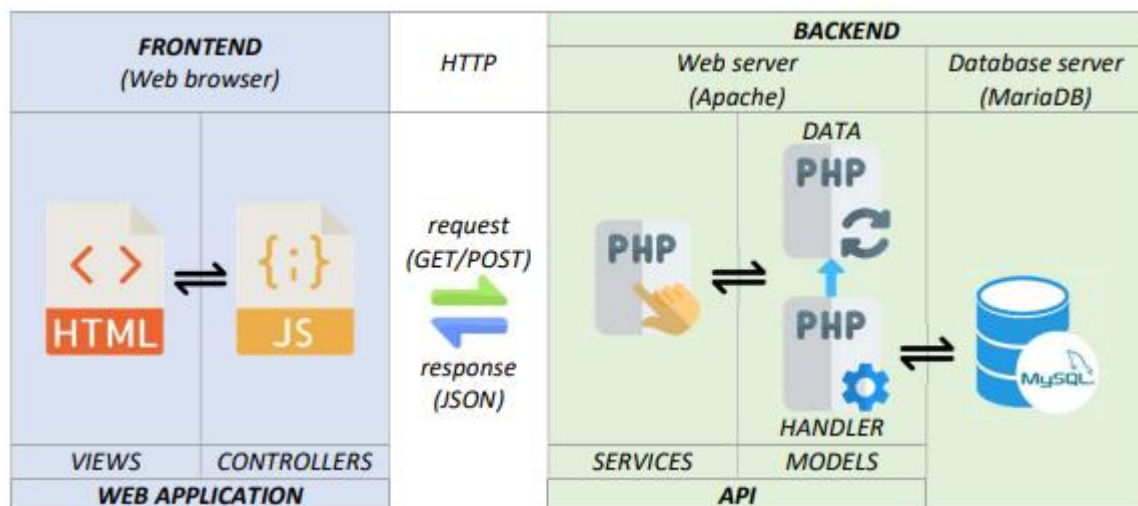 FRONTEND
(Web browser)
HTTP
BACKEND
Web server
(Apache)
Database server
(MariaDB)
< >
HTML
{;}
JS
request
(GET/POST)
response
(JSON)
PHP
DATA
PHP
PHP
HANDLER
MySQL
VIEWS
CONTROLLERS
SERVICES
MODELS
WEB APPLICATION
API